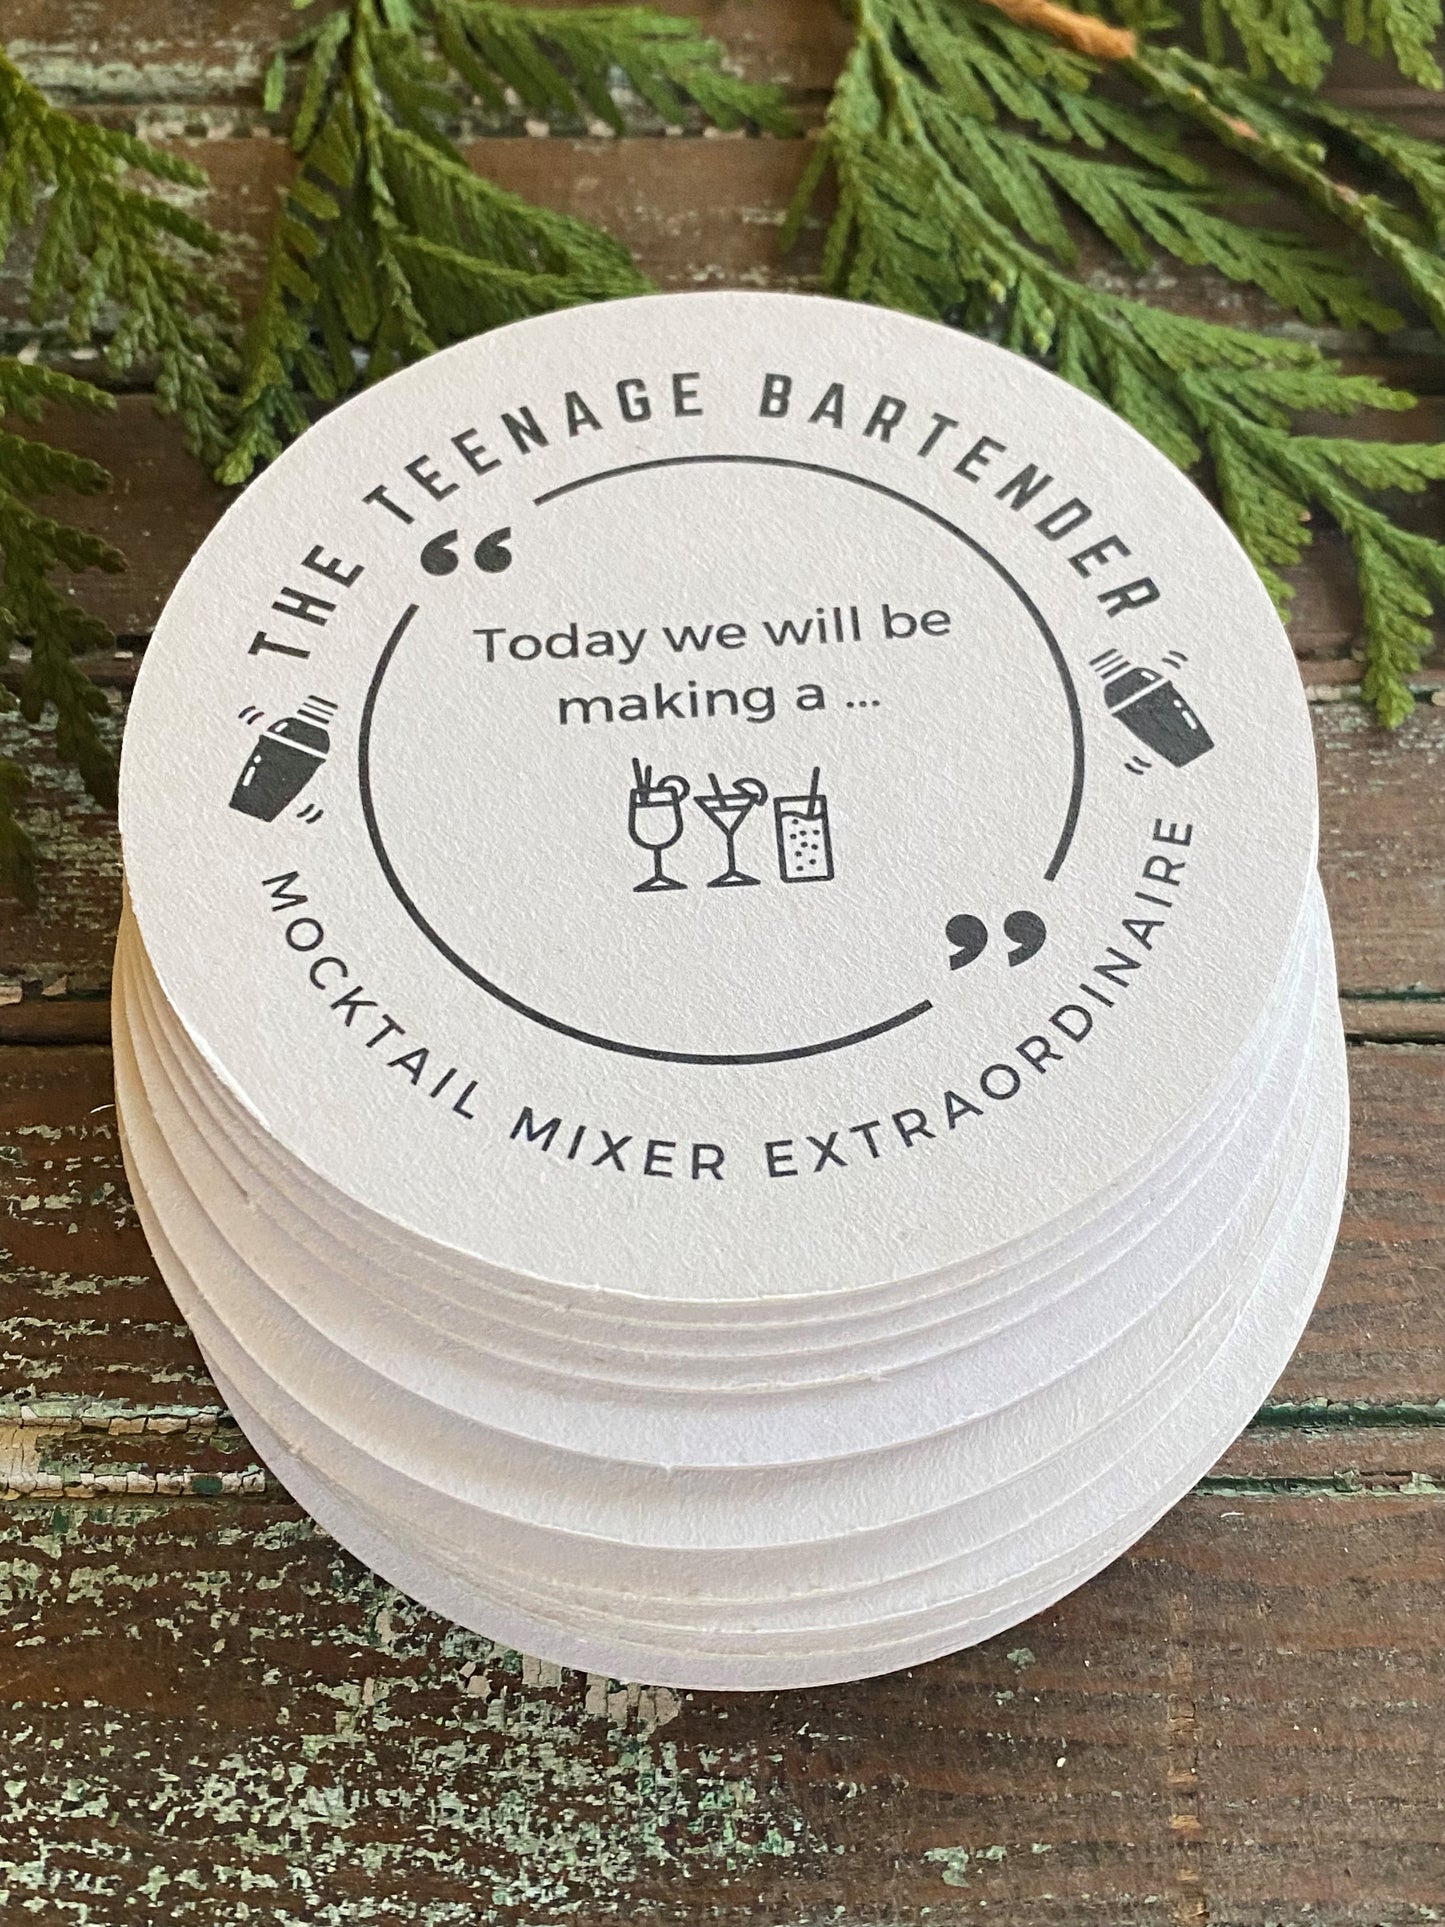 THE TEENAGE BARTENDER
“
Today we will be
making a ...
”
MOCKTAIL MIXER EXTRAORDINAIRE